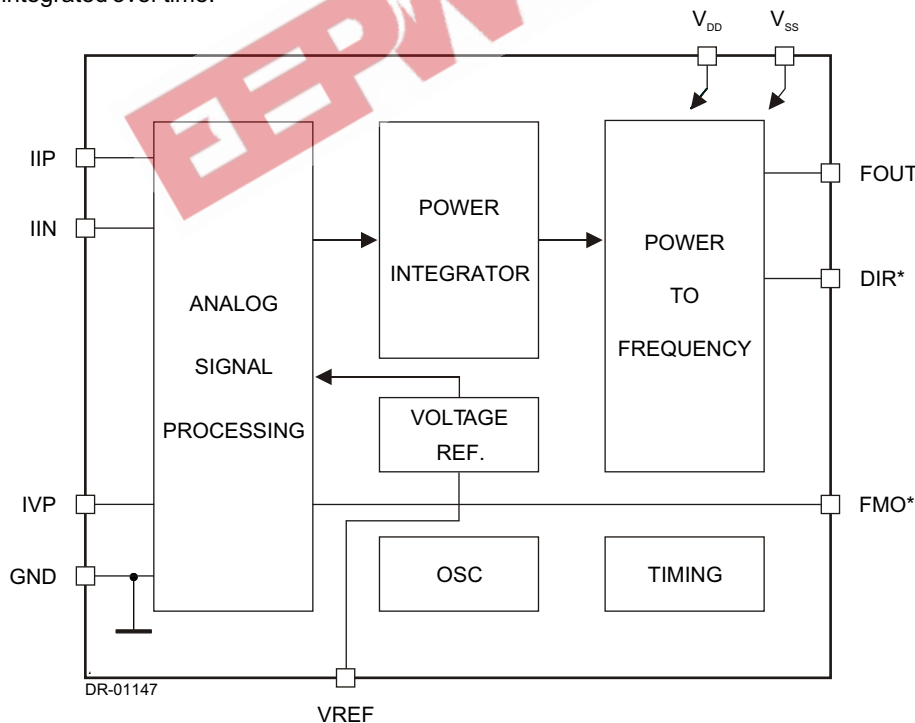 integrated over time.
EEPW
VDD
VSS
IIP
IIN
IVP
GND
ANALOG
SIGNAL
PROCESSING
POWER
INTEGRATOR
VOLTAGE
REF.
OSC
POWER
TO
FREQUENCY
TIMING
FOUT
DIR*
FMO*
DR-01147
VREF